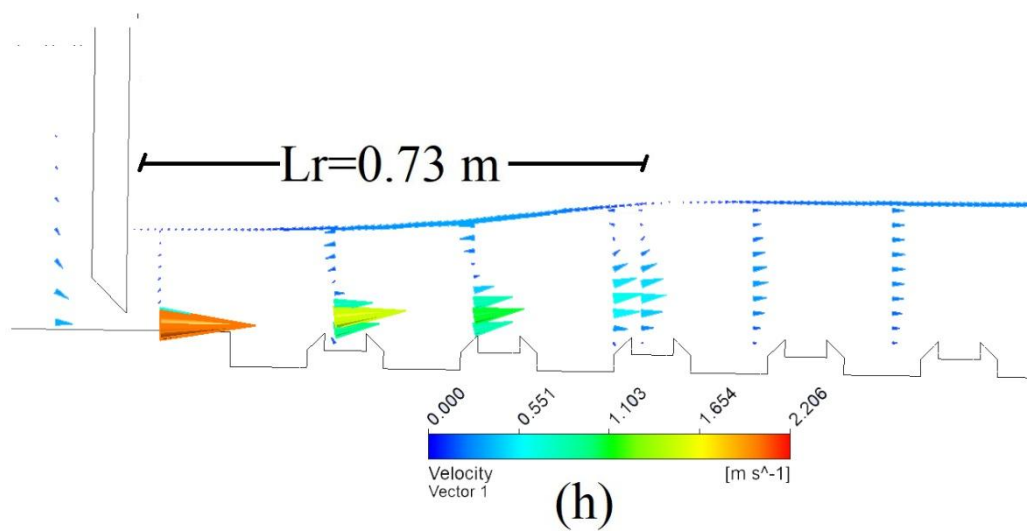 Lr=0.73 m
0.000
0.551
1.103
1.654
2.206
Velocity
Vector 1
[m s^-1]
(h)